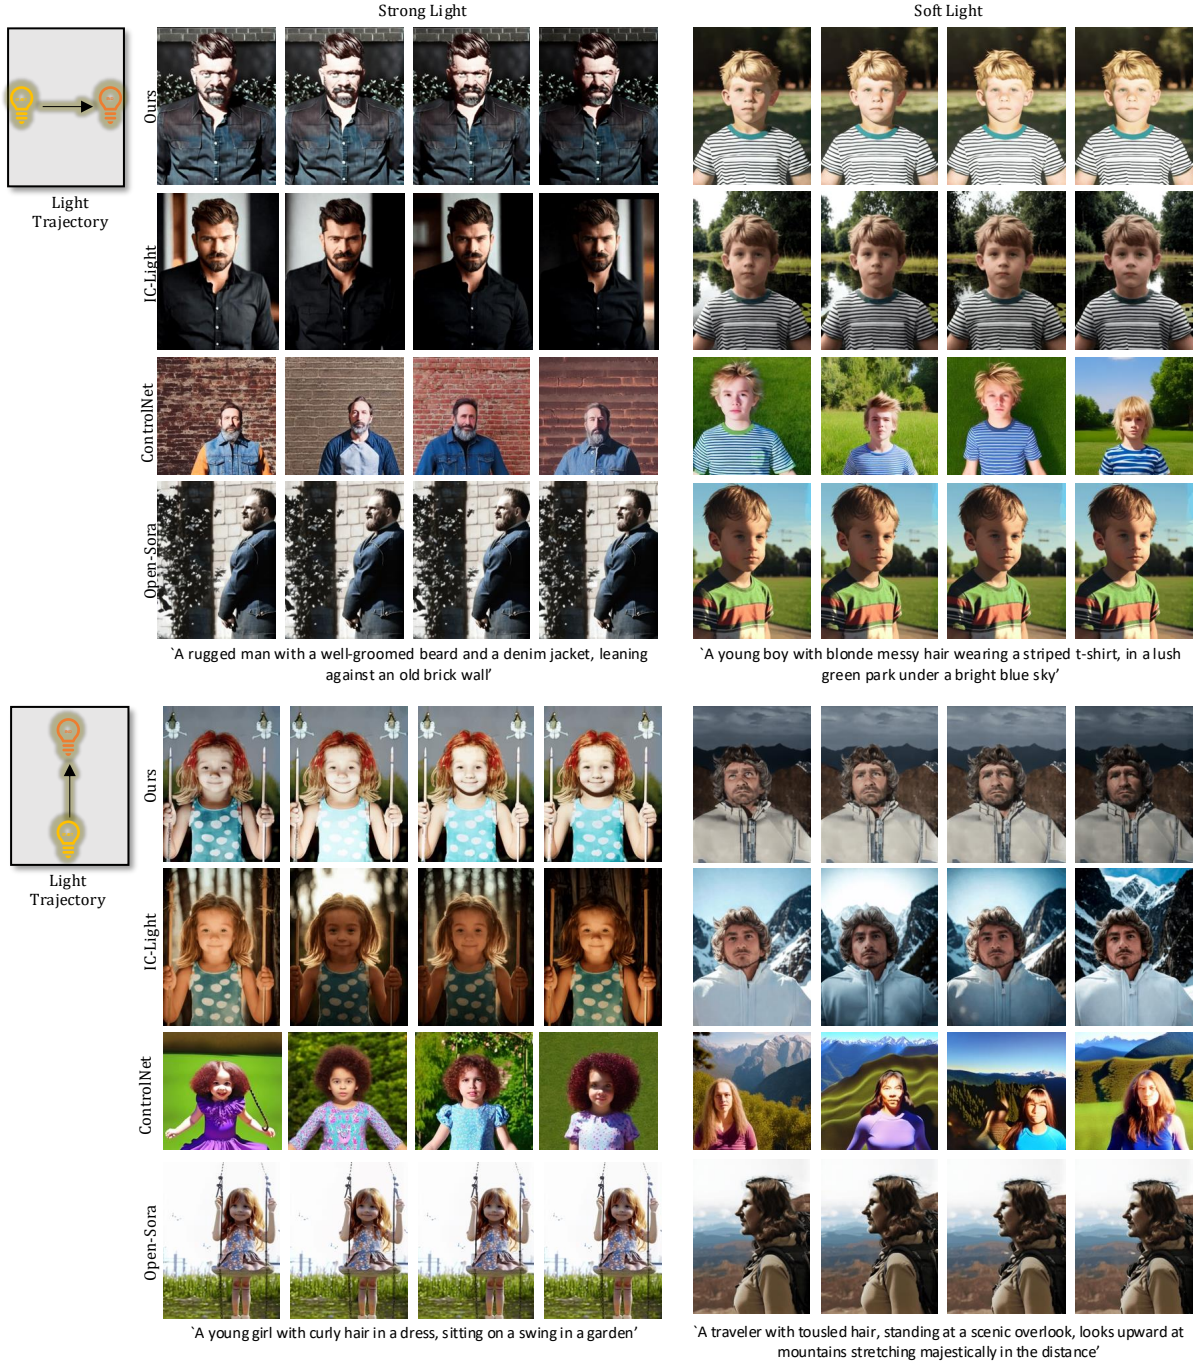 Strong Light
Soft Light
Ours
Light
Trajectory
IC-Light
ControlNet
Open-Sora
`A rugged man with a well-groomed beard and a denim jacket, leaning
against an old brick wall’
`A young boy with blonde messy hair wearing a striped t-shirt, in a lush
green park under a bright blue sky’
Ours
Light
Trajectory
IC-Light
ControlNet
Open-Sora
`A young girl with curly hair in a dress, sitting on a swing in a garden’
`A traveler with tousled hair, standing at a scenic overlook, looks upward at
mountains stretching majestically in the distance’